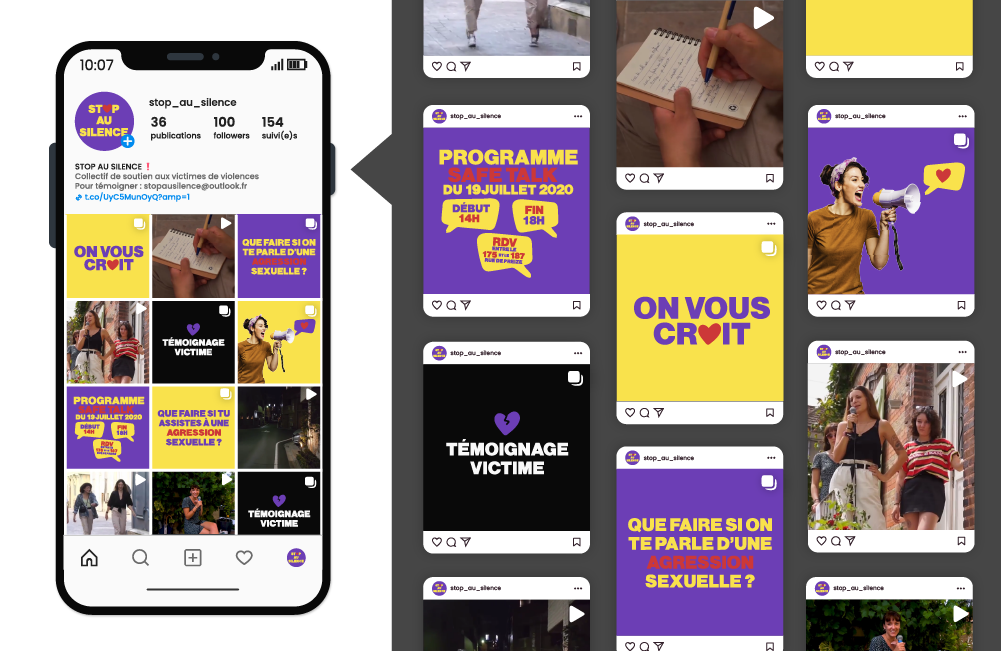 10:07
STOP
AU
SILENCE
stop_au_silence
36 100 154
publications followers suivi(e)s
STOP AU SILENCE ❗
Collectif de soutien aux victimes de violences
Pour témoigner : stopausilence@outlook.fr
t.co/UyC5MunOyQ?amp=1
ON VOUS
CR❤IT
QUE FAIRE SI ON
TE PARLE D'UNE
AGRESSION
SEXUELLE ?
TÉMOIGNAGE
VICTIME
PROGRAMME
SAFE TALK
DU 19JUILLET 2020
DÉBUT
14H
FIN
18H
RDV
QUE FAIRE SI TU
ASSISTES À UNE
AGRESSION
SEXUELLE ?
TÉMOIGNAGE
VICTIME
stop_au_silence
PROGRAMME
SAFE TALK
DU 19JUILLET 2020
DÉBUT
14H
FIN
18H
RDV
ENTRE LE
175 ET LE 187
RUE DE PREIZE
stop_au_silence
TÉMOIGNAGE
VICTIME
stop_au_silence
stop_au_silence
ON VOUS
CR❤IT
stop_au_silence
QUE FAIRE SI ON
TE PARLE D'UNE
AGRESSION
SEXUELLE ?
stop_au_silence
stop_au_silence
stop_au_silence